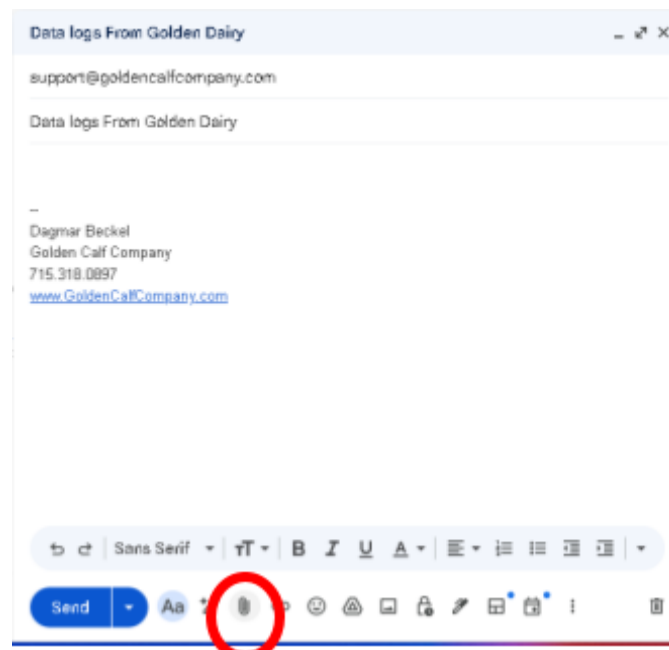 Data logs From Golden Dairy
support@goldencalfcompany.com
Data logs From Golden Dairy
--
Dagmar Beckel
Golden Calf Company
715.318.0897
www.GoldenCalfCompany.com
Sans Serif
B I U A
Send Aa